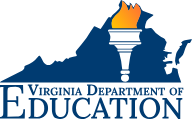 VIRGINIA DEPARTMENT OF
EDUCATION